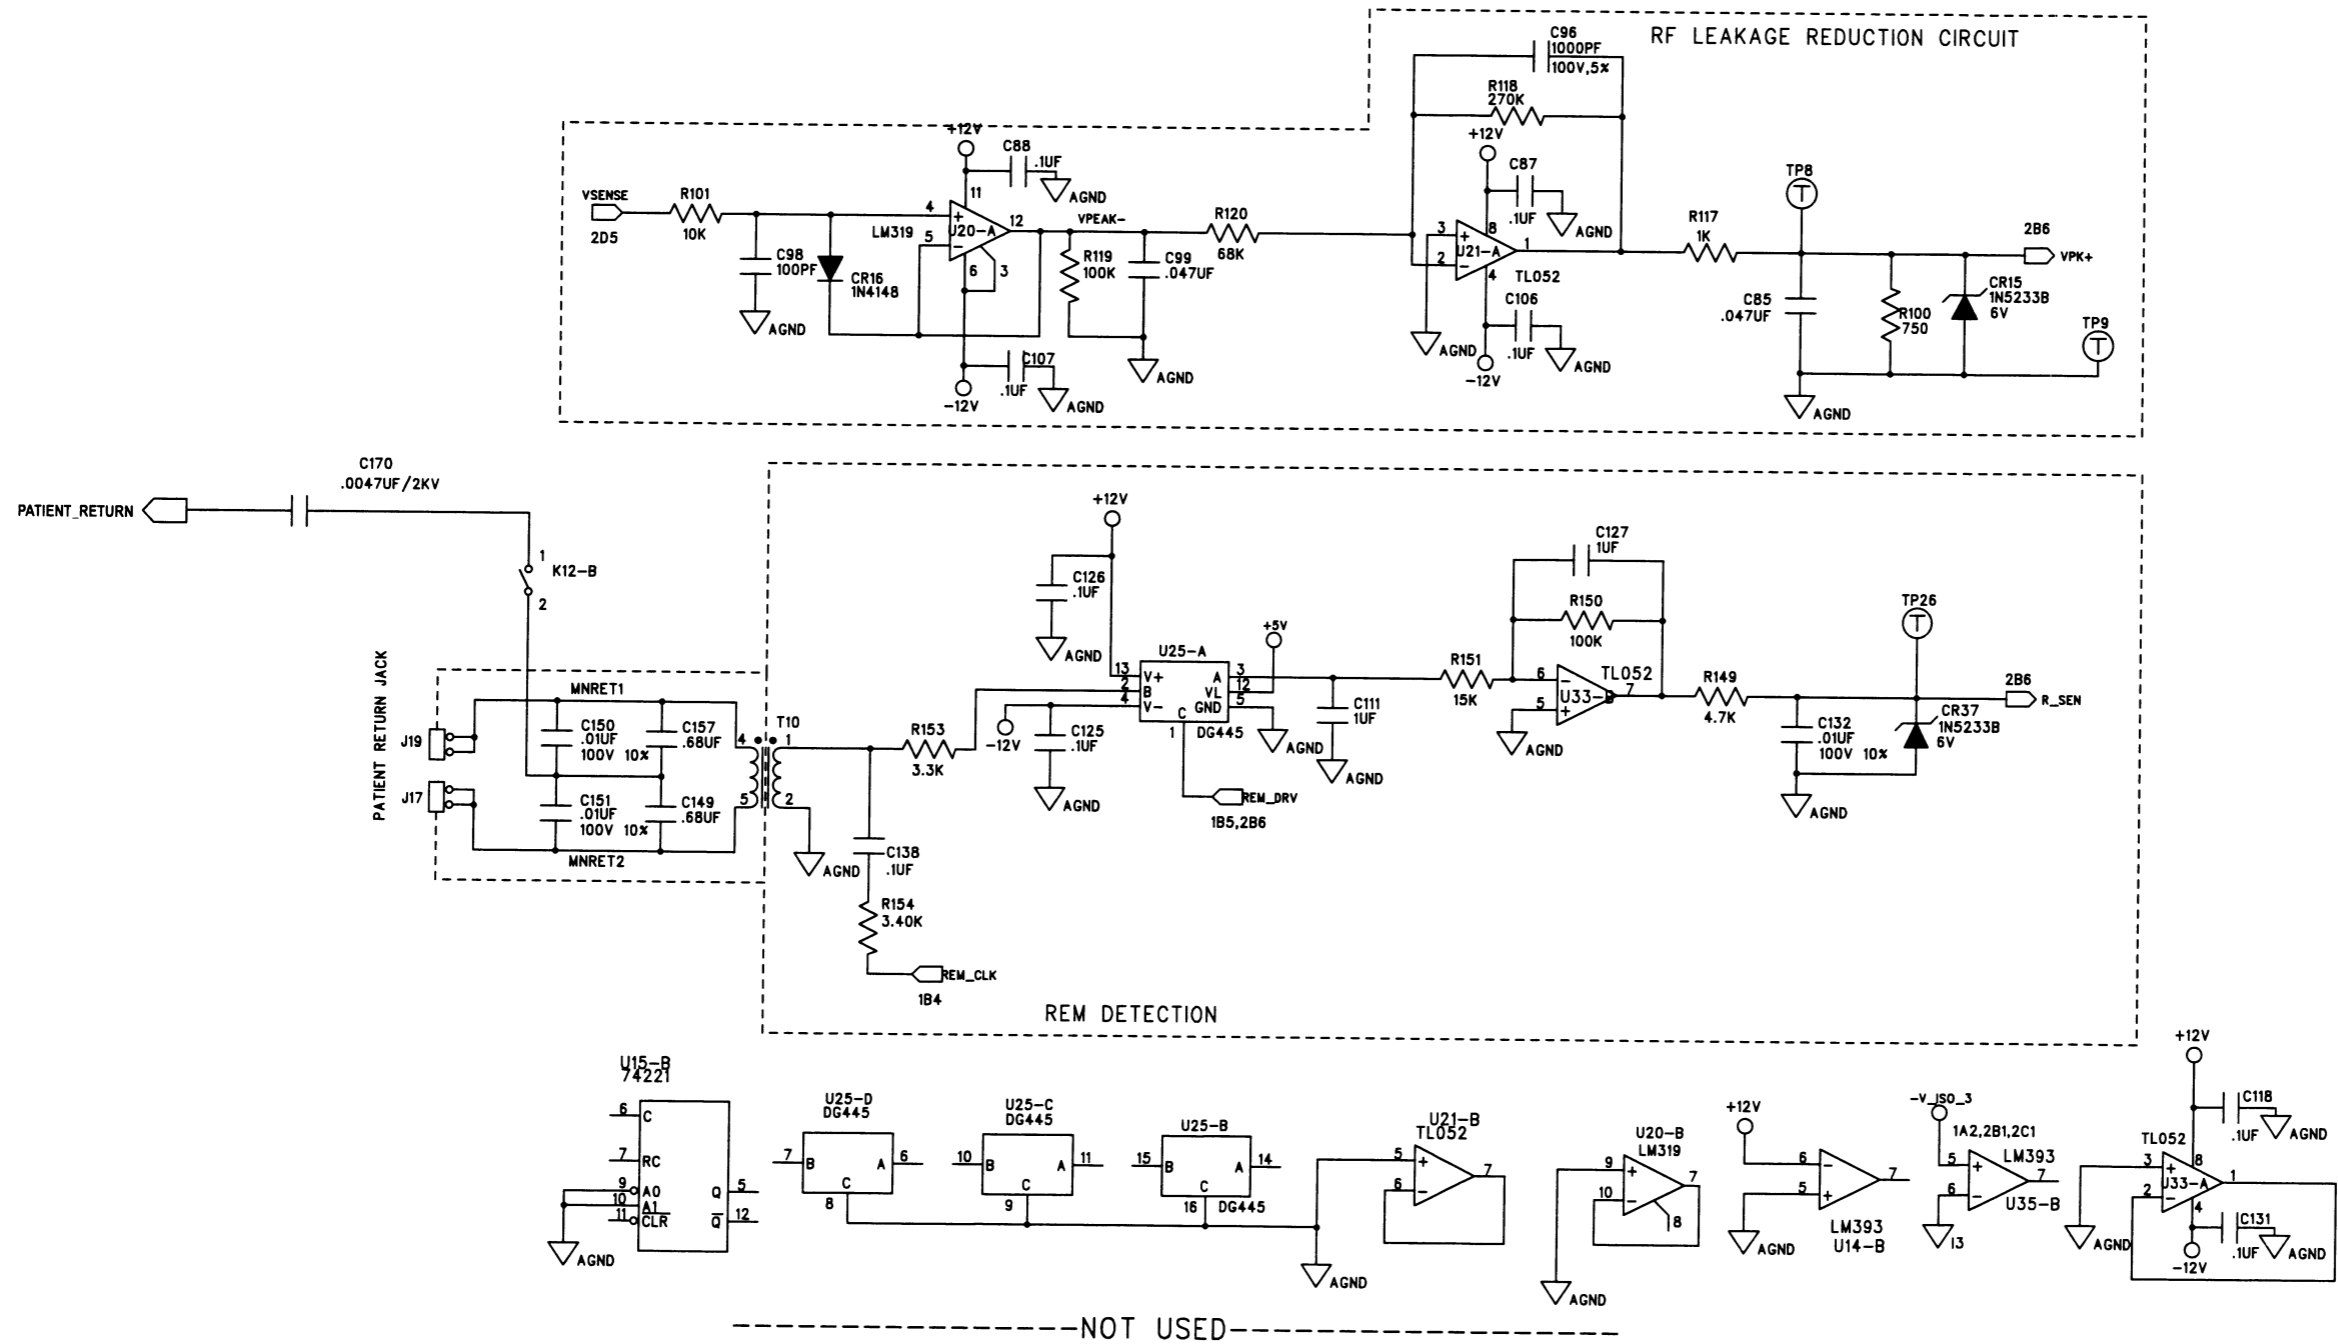 RF LEAKAGE REDUCTION CIRCUIT
C96
1000PF
100V,5%
R118
270K
+12V
C88
.1UF
AGND
11
VSENSE
2D5
R101
10K
C98
100PF
AGND
CR16
1N4148
LM319
4
5
+
-
U20-A
12
6
3
VPEAK-
R119
100K
C99
.047UF
AGND
C107
.1UF
AGND
-12V
R120
68K
+12V
C87
.1UF
AGND
3
2
+
-
U21-A
8
1
4
TL052
C106
.1UF
AGND
-12V
AGND
R117
1K
TP8
T
C85
.047UF
R100
750
CR15
1N5233B
6V
2B6
VPK+
TP9
T
AGND
C170
.0047UF/2KV
PATIENT_RETURN
1
K12-B
2
PATIENT RETURN JACK
J19
J17
MNRET1
C150
.01UF
100V 10%
C157
.68UF
C151
.01UF
100V 10%
C149
.68UF
MNRET2
T10
4
1
5
2
AGND
R153
3.3K
C138
.1UF
R154
3.40K
REM_CLK
1B4
+12V
C126
.1UF
AGND
-12V
C125
.1UF
AGND
U25-A
13
2
4
V+
B
V-
A
VL
GND
C
3
12
5
1
DG445
+5V
AGND
REM_DRV
1B5,2B6
C111
1UF
AGND
R151
15K
C127
1UF
R150
100K
TL052
6
5
-
+
U33-B
7
AGND
R149
4.7K
TP26
T
C132
.01UF
100V 10%
CR37
1N5233B
6V
AGND
2B6
R_SEN
REM DETECTION
U15-B
74221
6
C
7
RC
9
A0
10
A1
11
CLR
Q
5
Q
12
AGND
U25-D
DG445
7
B
A
6
C
8
U25-C
DG445
10
B
A
11
C
9
U25-B
15
B
A
14
C
16
DG445
AGND
U21-B
TL052
5
6
+
-
7
U20-B
LM319
9
10
+
-
7
8
AGND
+12V
6
5
-
+
7
AGND
LM393
U14-B
-V_ISO_3
1A2,2B1,2C1
LM393
5
6
+
-
7
U35-B
I3
+12V
C118
.1UF
AGND
TL052
3
2
+
-
8
U33-A
1
4
C131
.1UF
AGND
-12V
AGND
NOT USED